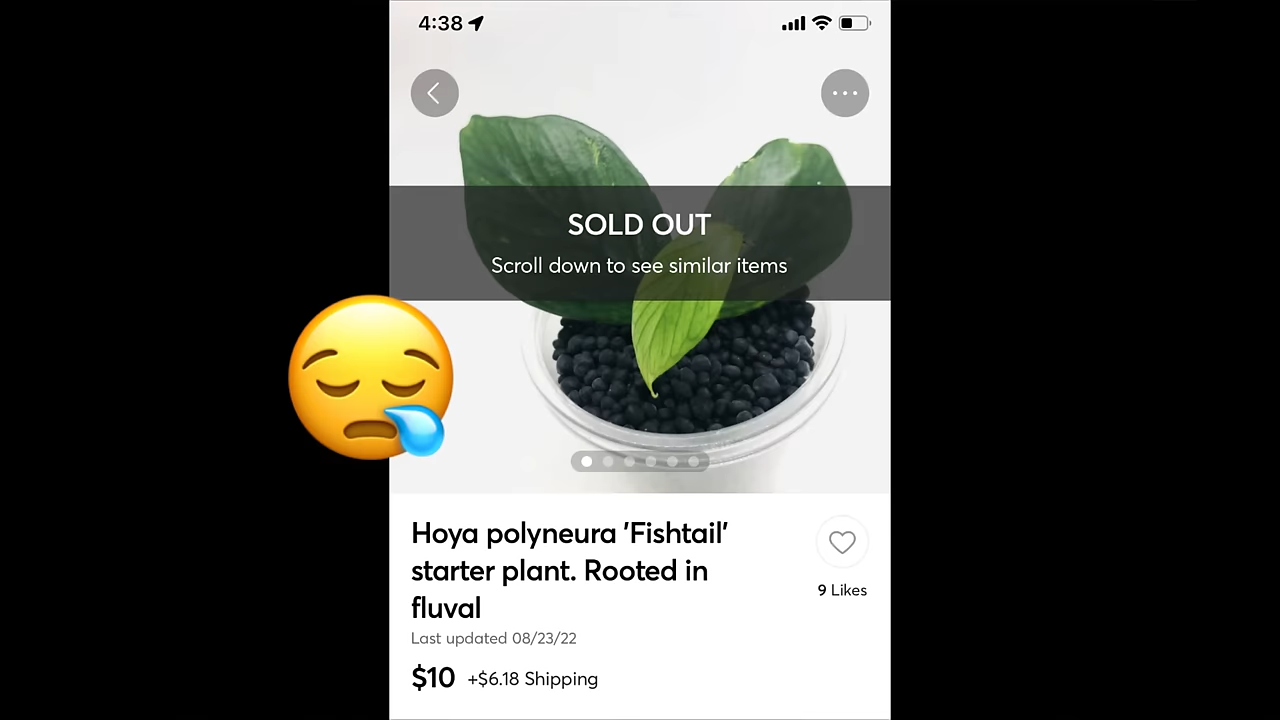 4:38
SOLD OUT
Scroll down to see similar items
Hoya polyneura 'Fishtail'
starter plant. Rooted in
fluval
Last updated 08/23/22
$10 +$6.18 Shipping
9 Likes